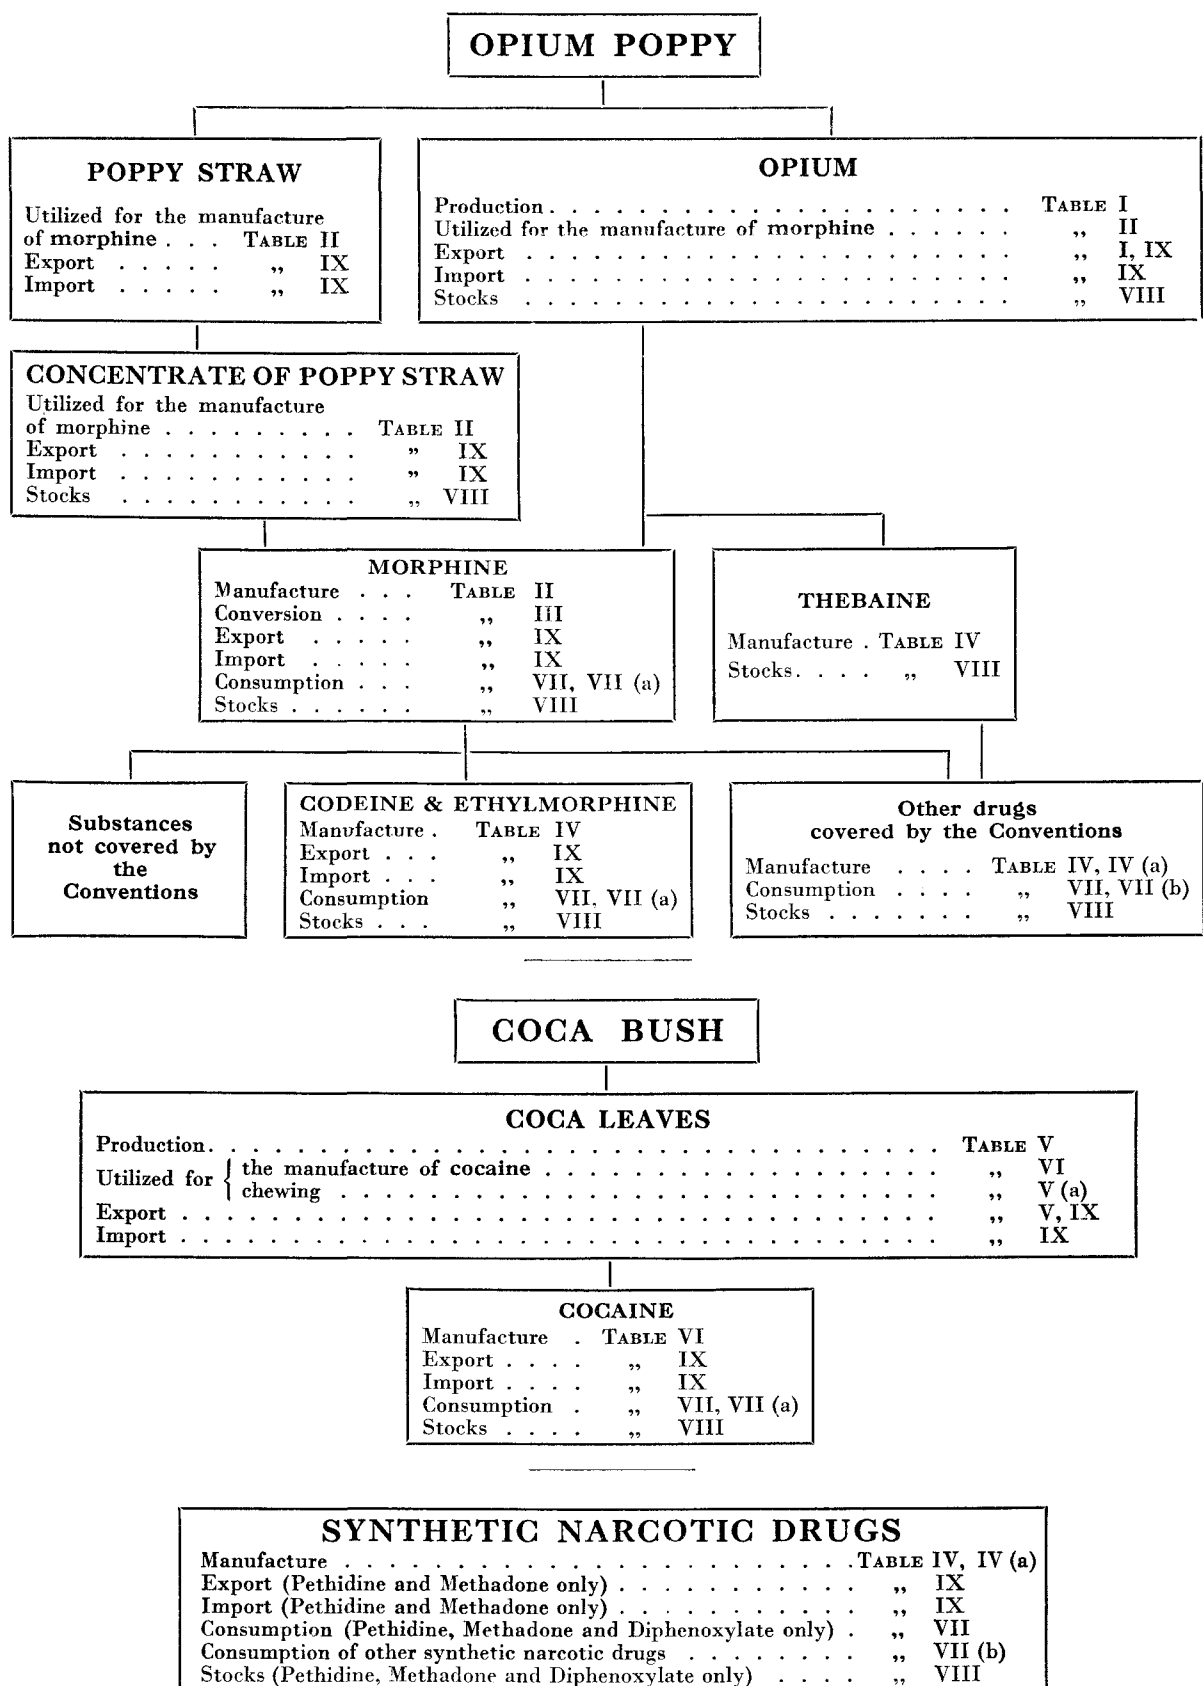 OPIUM POPPY
POPPY STRAW
Utilized for the manufacture
of morphine . . . TABLE II
Export . . . . . „ IX
Import . . . . . „ IX
OPIUM
Production . . . . . . . . . . . . . . . . . . . . TABLE I
Utilized for the manufacture of morphine . . . . . . „ II
Export . . . . . . . . . . . . . . . . . . . . . „ I, IX
Import . . . . . . . . . . . . . . . . . . . . . „ IX
Stocks . . . . . . . . . . . . . . . . . . . . . „ VIII
CONCENTRATE OF POPPY STRAW
Utilized for the manufacture
of morphine . . . . . . . . . TABLE II
Export . . . . . . . . . . . ” IX
Import . . . . . . . . . . . ” IX
Stocks . . . . . . . . . . . „ VIII
MORPHINE
Manufacture . . . TABLE II
Conversion . . . . „ III
Export . . . . . „ IX
Import . . . . . „ IX
Consumption . . . „ VII, VII (a)
Stocks . . . . . . „ VIII
THEBAINE
Manufacture . TABLE IV
Stocks . . . . „ VIII
Substances
not covered by
the
Conventions
CODEINE & ETHYLMORPHINE
Manufacture . TABLE IV
Export . . . „ IX
Import . . . „ IX
Consumption „ VII, VII (a)
Stocks . . . „ VIII
Other drugs
covered by the Conventions
Manufacture . . . . TABLE IV, IV (a)
Consumption . . . . „ VII, VII (b)
Stocks . . . . . . . „ VIII
COCA BUSH
COCA LEAVES
Production . . . . . . . . . . . . . . . . . . . . . . . . . . . . . . . . . TABLE V
Utilized for { the manufacture of cocaine . . . . . . . . . . . . . . . . . . „ VI
chewing . . . . . . . . . . . . . . . . . . . . . . . . . . . „ V (a)
Export . . . . . . . . . . . . . . . . . . . . . . . . . . . . . . . . . . „ V, IX
Import . . . . . . . . . . . . . . . . . . . . . . . . . . . . . . . . . . „ IX
COCAINE
Manufacture . TABLE VI
Export . . . . „ IX
Import . . . . „ IX
Consumption . „ VII, VII (a)
Stocks . . . . „ VIII
SYNTHETIC NARCOTIC DRUGS
Manufacture . . . . . . . . . . . . . . . . . . . . . . . TABLE IV, IV (a)
Export (Pethidine and Methadone only) . . . . . . . . . . . „ IX
Import (Pethidine and Methadone only) . . . . . . . . . . . „ IX
Consumption (Pethidine, Methadone and Diphenoxylate only) . „ VII
Consumption of other synthetic narcotic drugs . . . . . . . . „ VII (b)
Stocks (Pethidine, Methadone and Diphenoxylate only) . . . . „ VIII